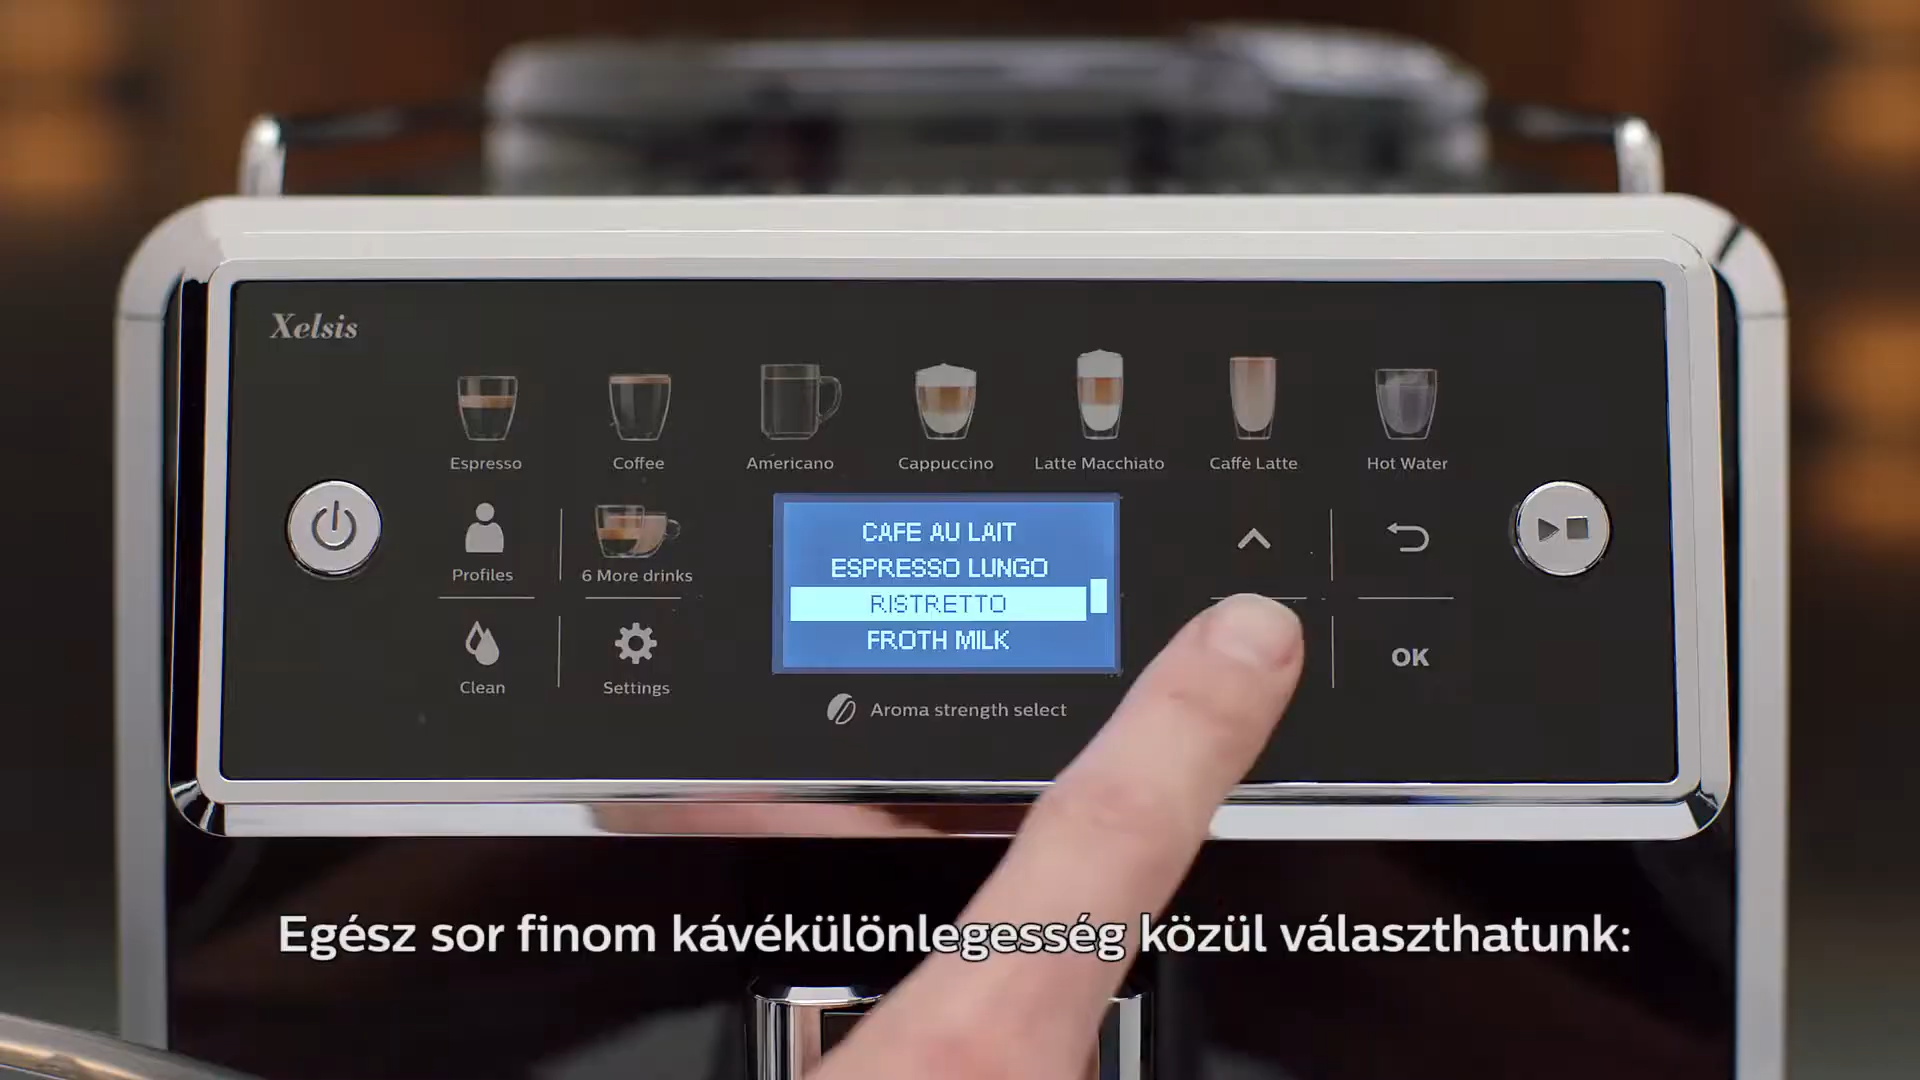 Xelsis
Espresso
Coffee
Americano
Cappuccino
Latte Macchiato
Caffè Latte
Hot Water
Profiles
6 More drinks
CAFE AU LAIT
ESPRESSO LUNGO
RISTRETTO
FROTH MILK
Clean
Settings
OK
Aroma strength select
Egész sor finom kávékülönlegesség közül választhatunk: